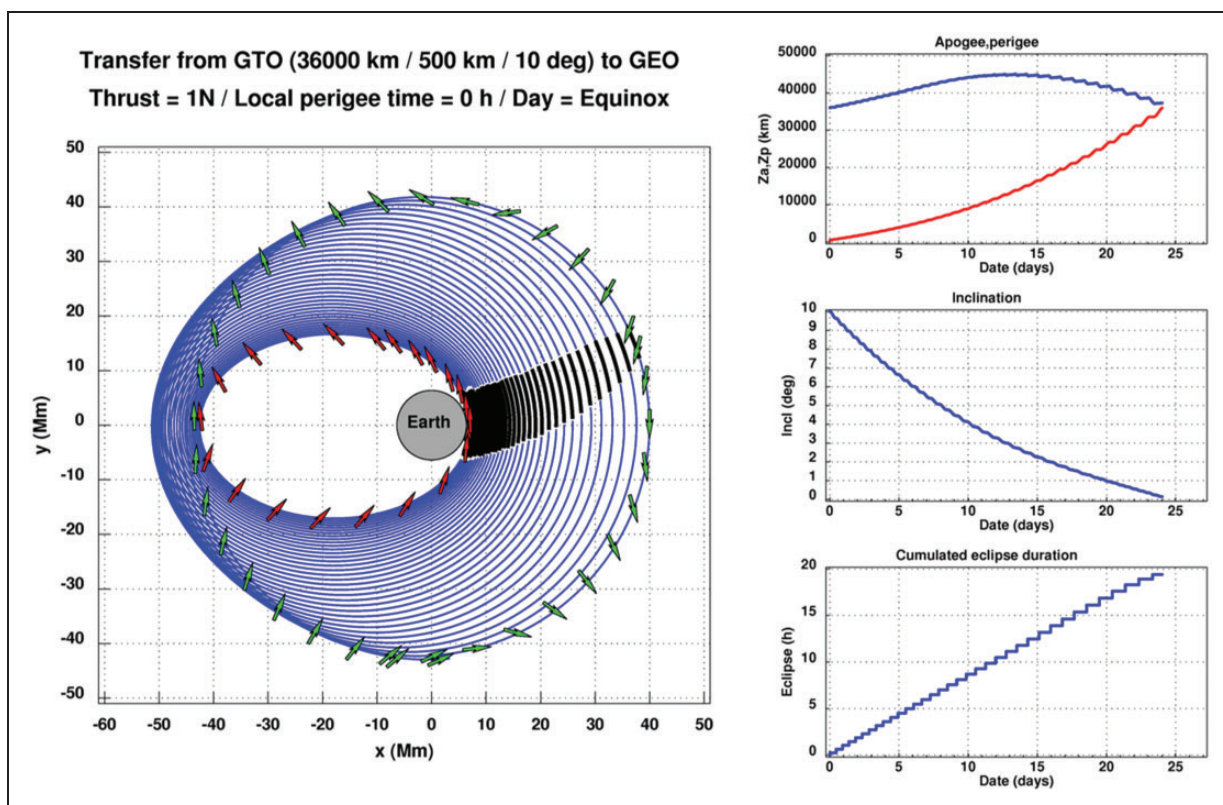 Transfer from GTO (36000 km / 500 km / 10 deg) to GEO
Thrust = 1N / Local perigee time = 0 h / Day = Equinox
50
40
30
20
10
0
-10
-20
-30
-40
-50
y (Mm)
Earth
-60 -50 -40 -30 -20 -10 0 10 20 30 40 50
x (Mm)
Apogee,perigee
50000
40000
30000
20000
10000
0
Za,Zp (km)
0 5 10 15 20 25
Date (days)
Inclination
10
9
8
7
6
5
4
3
2
1
0
Incl (deg)
0 5 10 15 20 25
Date (days)
Cumulated eclipse duration
20
15
10
5
0
Eclipse (h)
0 5 10 15 20 25
Date (days)